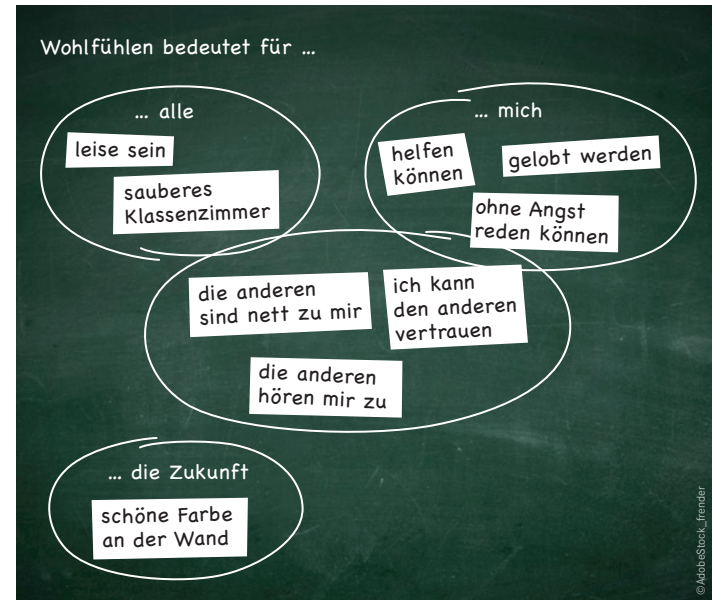 Wohlfühlen bedeutet für ...
... alle
leise sein
sauberes
Klassenzimmer
... mich
helfen
können
gelobt werden
ohne Angst
reden können
die anderen
sind nett zu mir
ich kann
den anderen
vertrauen
die anderen
hören mir zu
... die Zukunft
schöne Farbe
an der Wand
©AdobeStock_frender